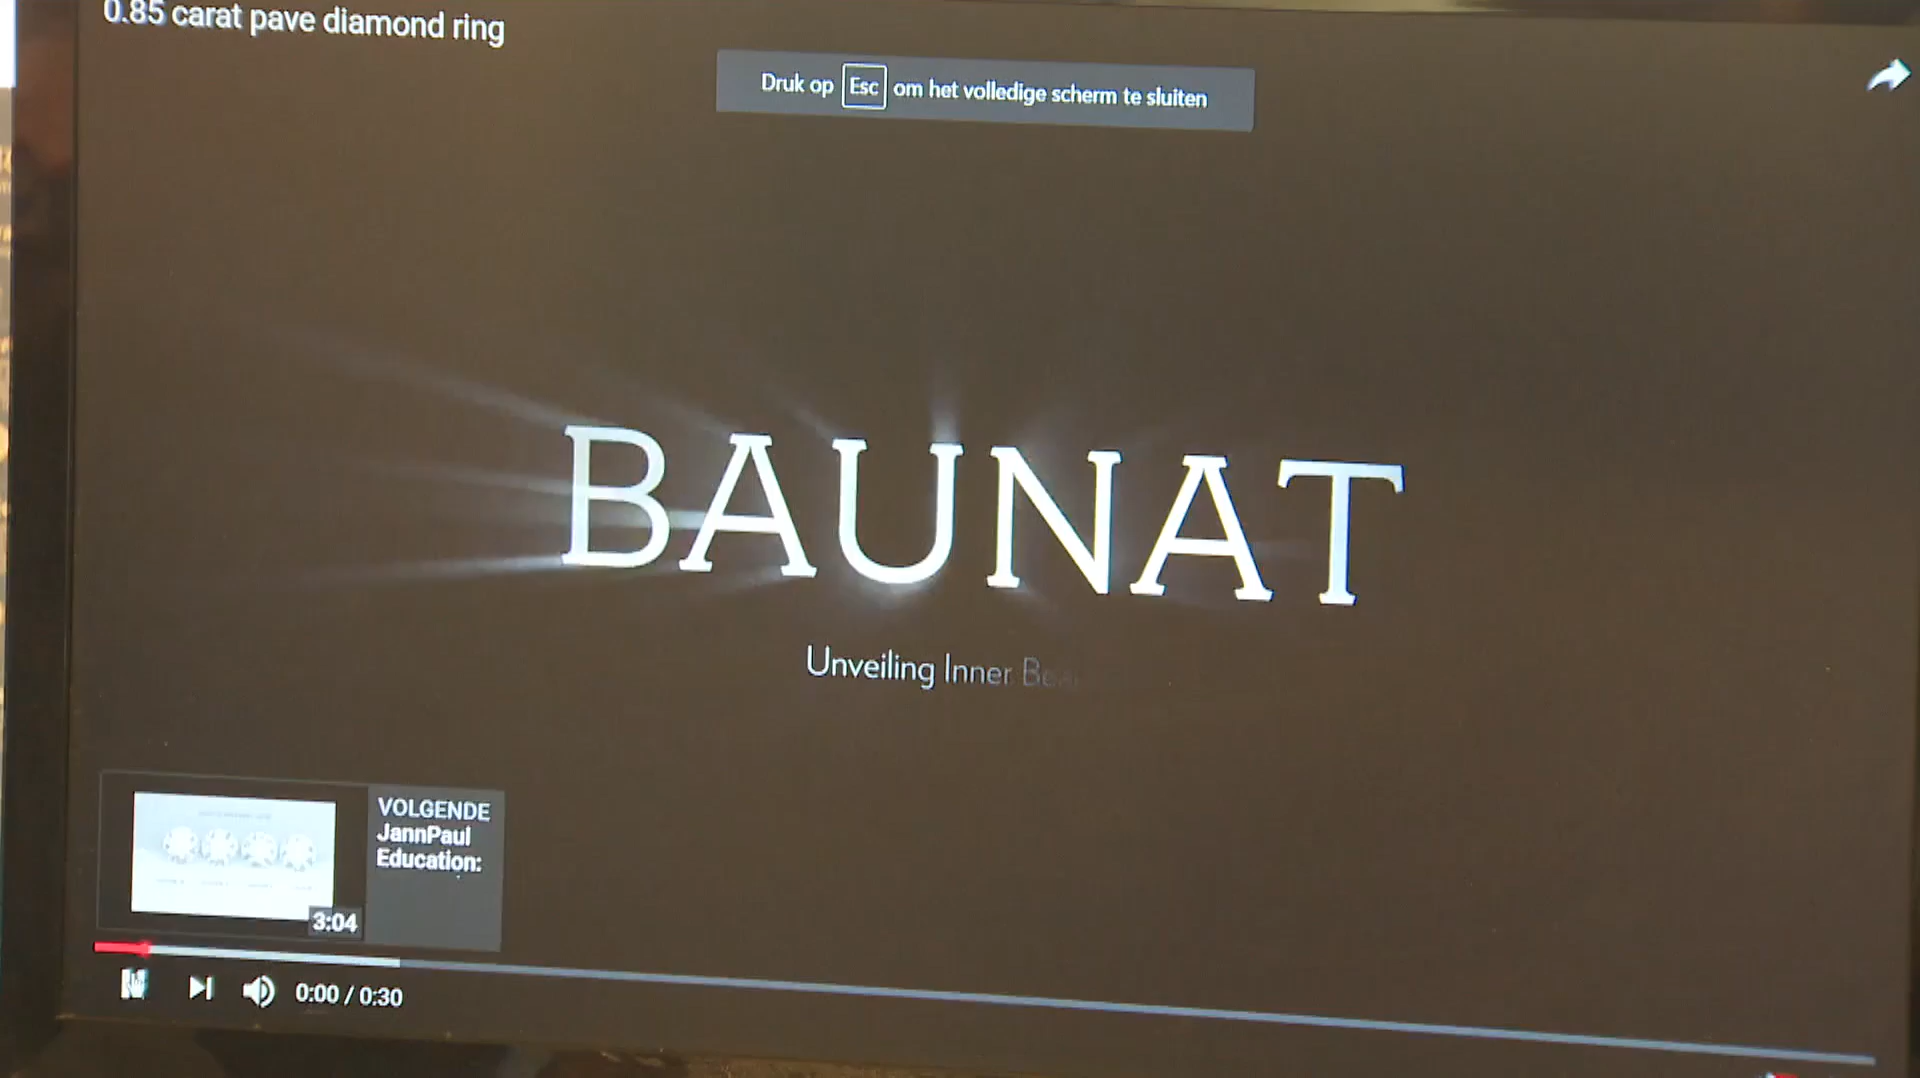 0.85 carat pave diamond ring
Druk op Esc om het volledige scherm te sluiten
BAUNAT
Unveiling Inner
VOLGENDE
JannPaul
Education:
3:04
0:00 / 0:30